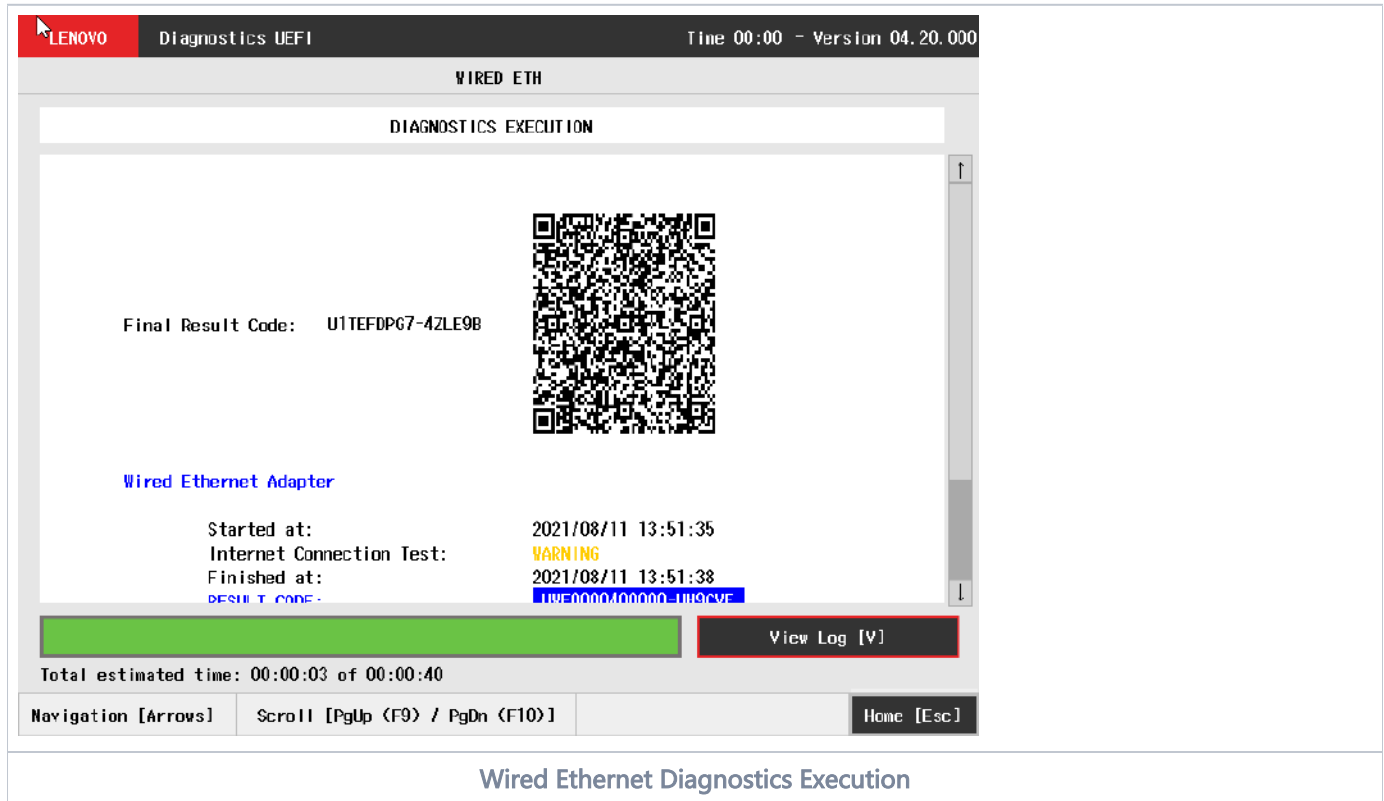 LENOVO Diagnostics UEFI Time 00:00 - Version 04.20.000
WIRED ETH
DIAGNOSTICS EXECUTION
↑
Final Result Code: U1TEFDPG7-4ZLE9B
Wired Ethernet Adapter
Started at: 2021/08/11 13:51:35
Internet Connection Test: WARNING
Finished at: 2021/08/11 13:51:38
RESULT CODE:
↓
View Log [V]
Total estimated time: 00:00:03 of 00:00:40
Navigation [Arrows] Scroll [PgUp (F9) / PgDn (F10)] Home [Esc]
Wired Ethernet Diagnostics Execution